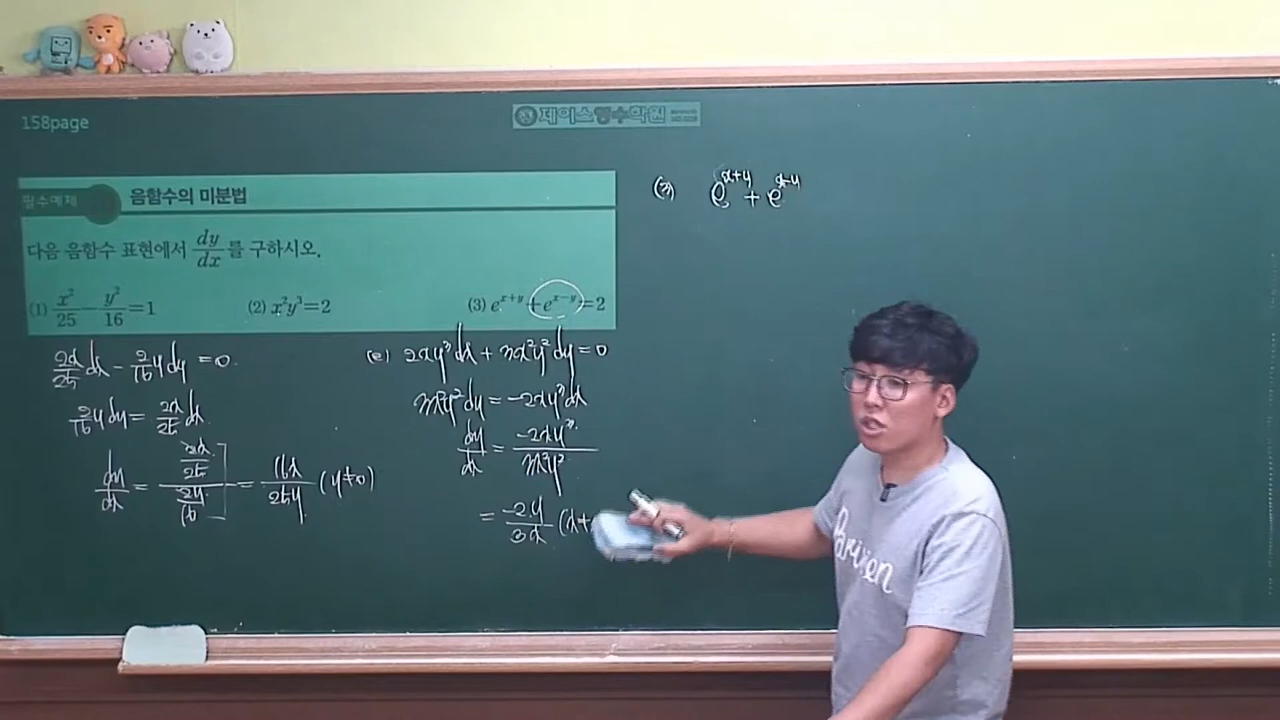 158page
제이스영수학원
필수예제 음함수의 미분법
다음 음함수 표현에서 dy/dx 를 구하시오.
(1) x²/25 − y²/16 = 1 (2) x²y³=2 (3) e^{x+y}+e^{x−y}=2
2x/25 dx − 2/16 y dy = 0
2/16 y dy = 2x/25 dx
dy/dx = (2x/25)/(2y/16) = 16x/25y (y≠0)
(2) 2xy³dx + 3x²y²dy = 0
3x²y²dy = −2xy³dx
dy/dx = −2xy³/3x²y²
= −2y/3x (x≠
(3) e^{x+y} + e^{x−y}